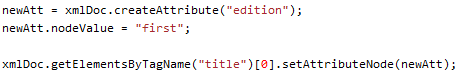 newAtt = xmlDoc.createAttribute("edition");
newAtt.nodeValue = "first";
xmlDoc.getElementsByTagName("title")[0].setAttributeNode(newAtt);